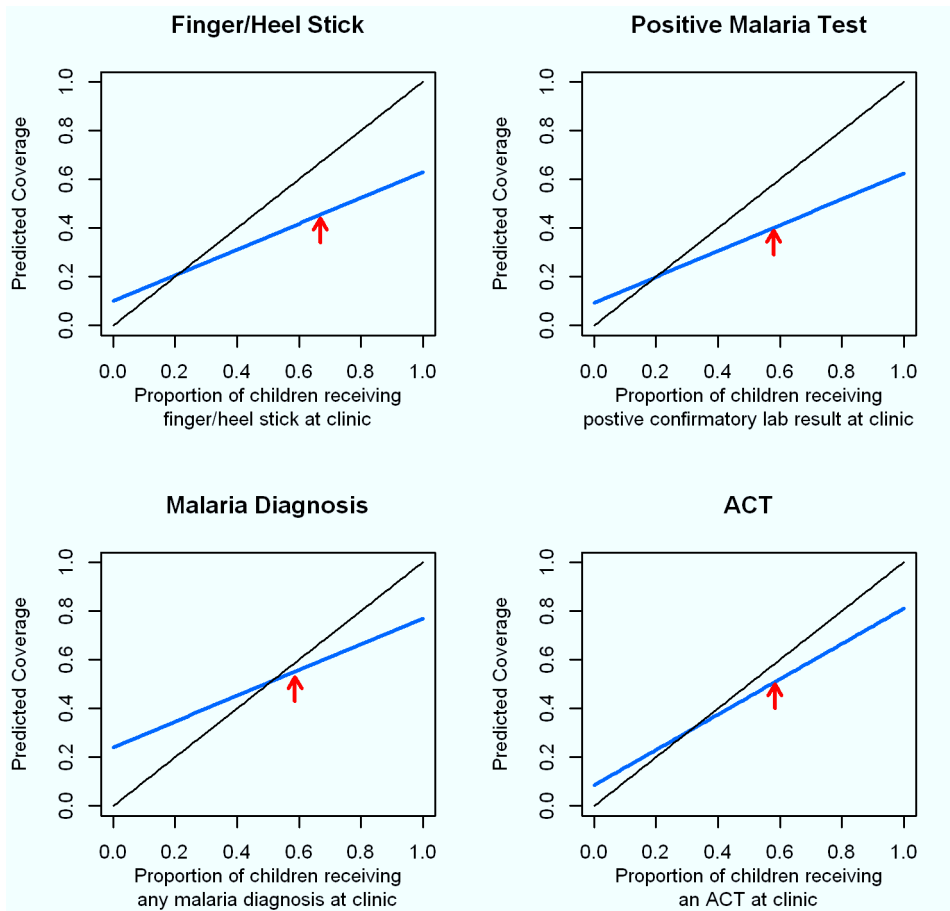 Finger/Heel Stick
Predicted Coverage
1.0
0.8
0.6
0.4
0.2
0.0
0.0 0.2 0.4 0.6 0.8 1.0
Proportion of children receiving
finger/heel stick at clinic
Positive Malaria Test
Predicted Coverage
1.0
0.8
0.6
0.4
0.2
0.0
0.0 0.2 0.4 0.6 0.8 1.0
Proportion of children receiving
postive confirmatory lab result at clinic
Malaria Diagnosis
Predicted Coverage
1.0
0.8
0.6
0.4
0.2
0.0
0.0 0.2 0.4 0.6 0.8 1.0
Proportion of children receiving
any malaria diagnosis at clinic
ACT
Predicted Coverage
1.0
0.8
0.6
0.4
0.2
0.0
0.0 0.2 0.4 0.6 0.8 1.0
Proportion of children receiving
an ACT at clinic